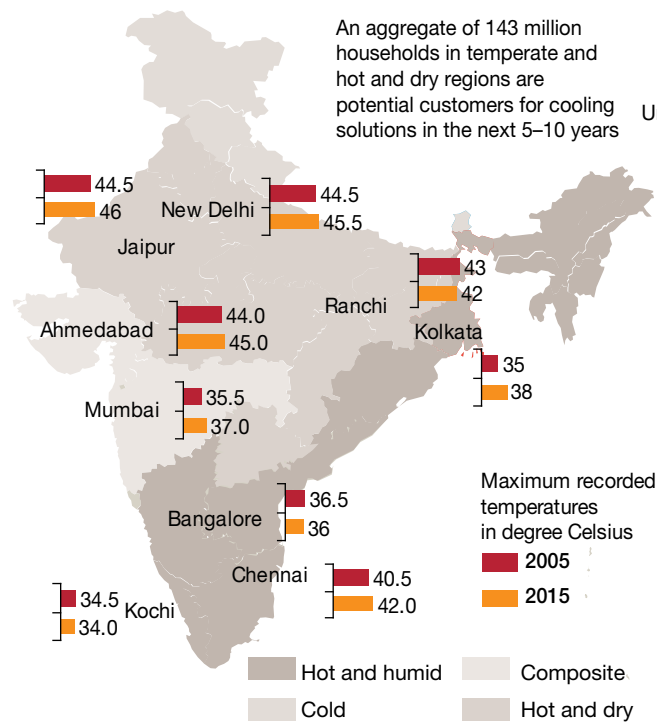 An aggregate of 143 million
households in temperate and
hot and dry regions are
potential customers for cooling
solutions in the next 5–10 years
U
44.5
46
Jaipur
New Delhi
44.5
45.5
43
42
Ranchi
Kolkata
35
38
Ahmedabad
44.0
45.0
Mumbai
35.5
37.0
Bangalore
36.5
36
Chennai
40.5
42.0
34.5
34.0
Kochi
Maximum recorded
temperatures
in degree Celsius
2005
2015
Hot and humid
Composite
Cold
Hot and dry